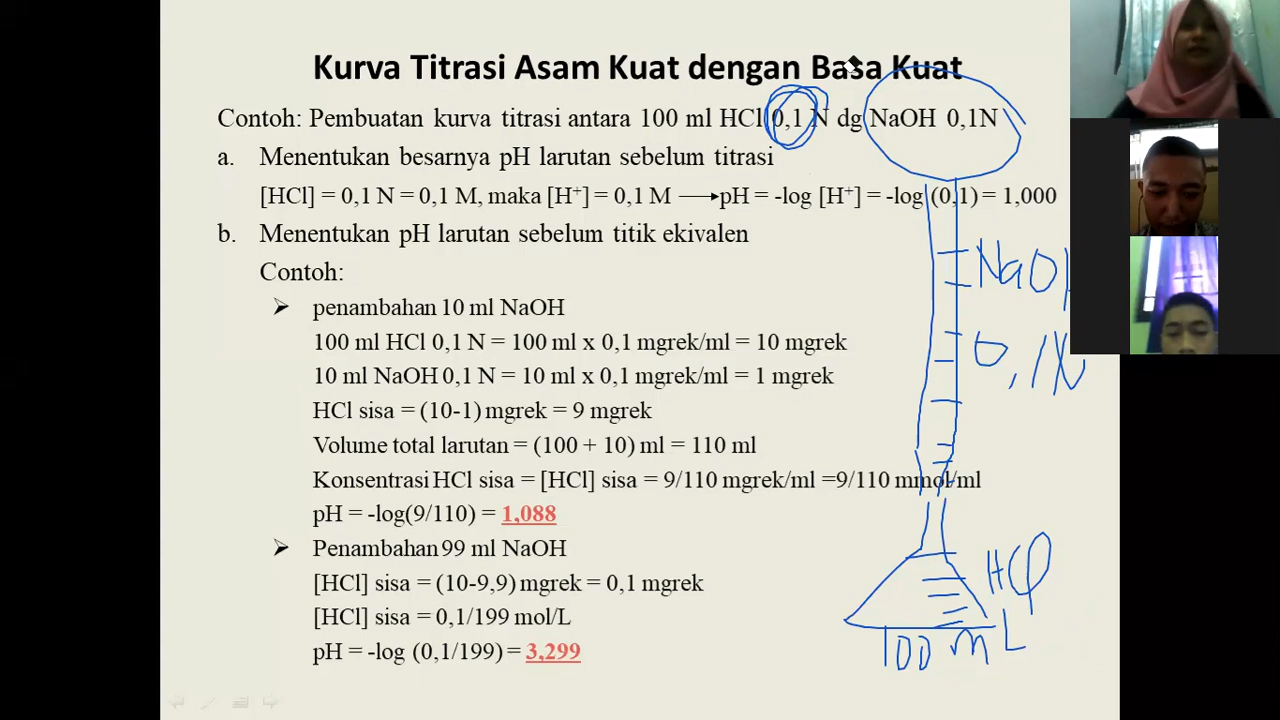 Kurva Titrasi Asam Kuat dengan Basa Kuat
Contoh: Pembuatan kurva titrasi antara 100 ml HCl 0,1 N dg NaOH 0,1N
a. Menentukan besarnya pH larutan sebelum titrasi
[HCl] = 0,1 N = 0,1 M, maka [H⁺] = 0,1 M ⟶ pH = -log [H⁺] = -log (0,1) = 1,000
b. Menentukan pH larutan sebelum titik ekivalen
Contoh:
➢ penambahan 10 ml NaOH
100 ml HCl 0,1 N = 100 ml x 0,1 mgrek/ml = 10 mgrek
10 ml NaOH 0,1 N = 10 ml x 0,1 mgrek/ml = 1 mgrek
HCl sisa = (10-1) mgrek = 9 mgrek
Volume total larutan = (100 + 10) ml = 110 ml
Konsentrasi HCl sisa = [HCl] sisa = 9/110 mgrek/ml =9/110 mmol/ml
pH = -log(9/110) = 1,088
➢ Penambahan 99 ml NaOH
[HCl] sisa = (10-9,9) mgrek = 0,1 mgrek
[HCl] sisa = 0,1/199 mol/L
pH = -log (0,1/199) = 3,299
NaOH
0,1N
HCl
100 mL